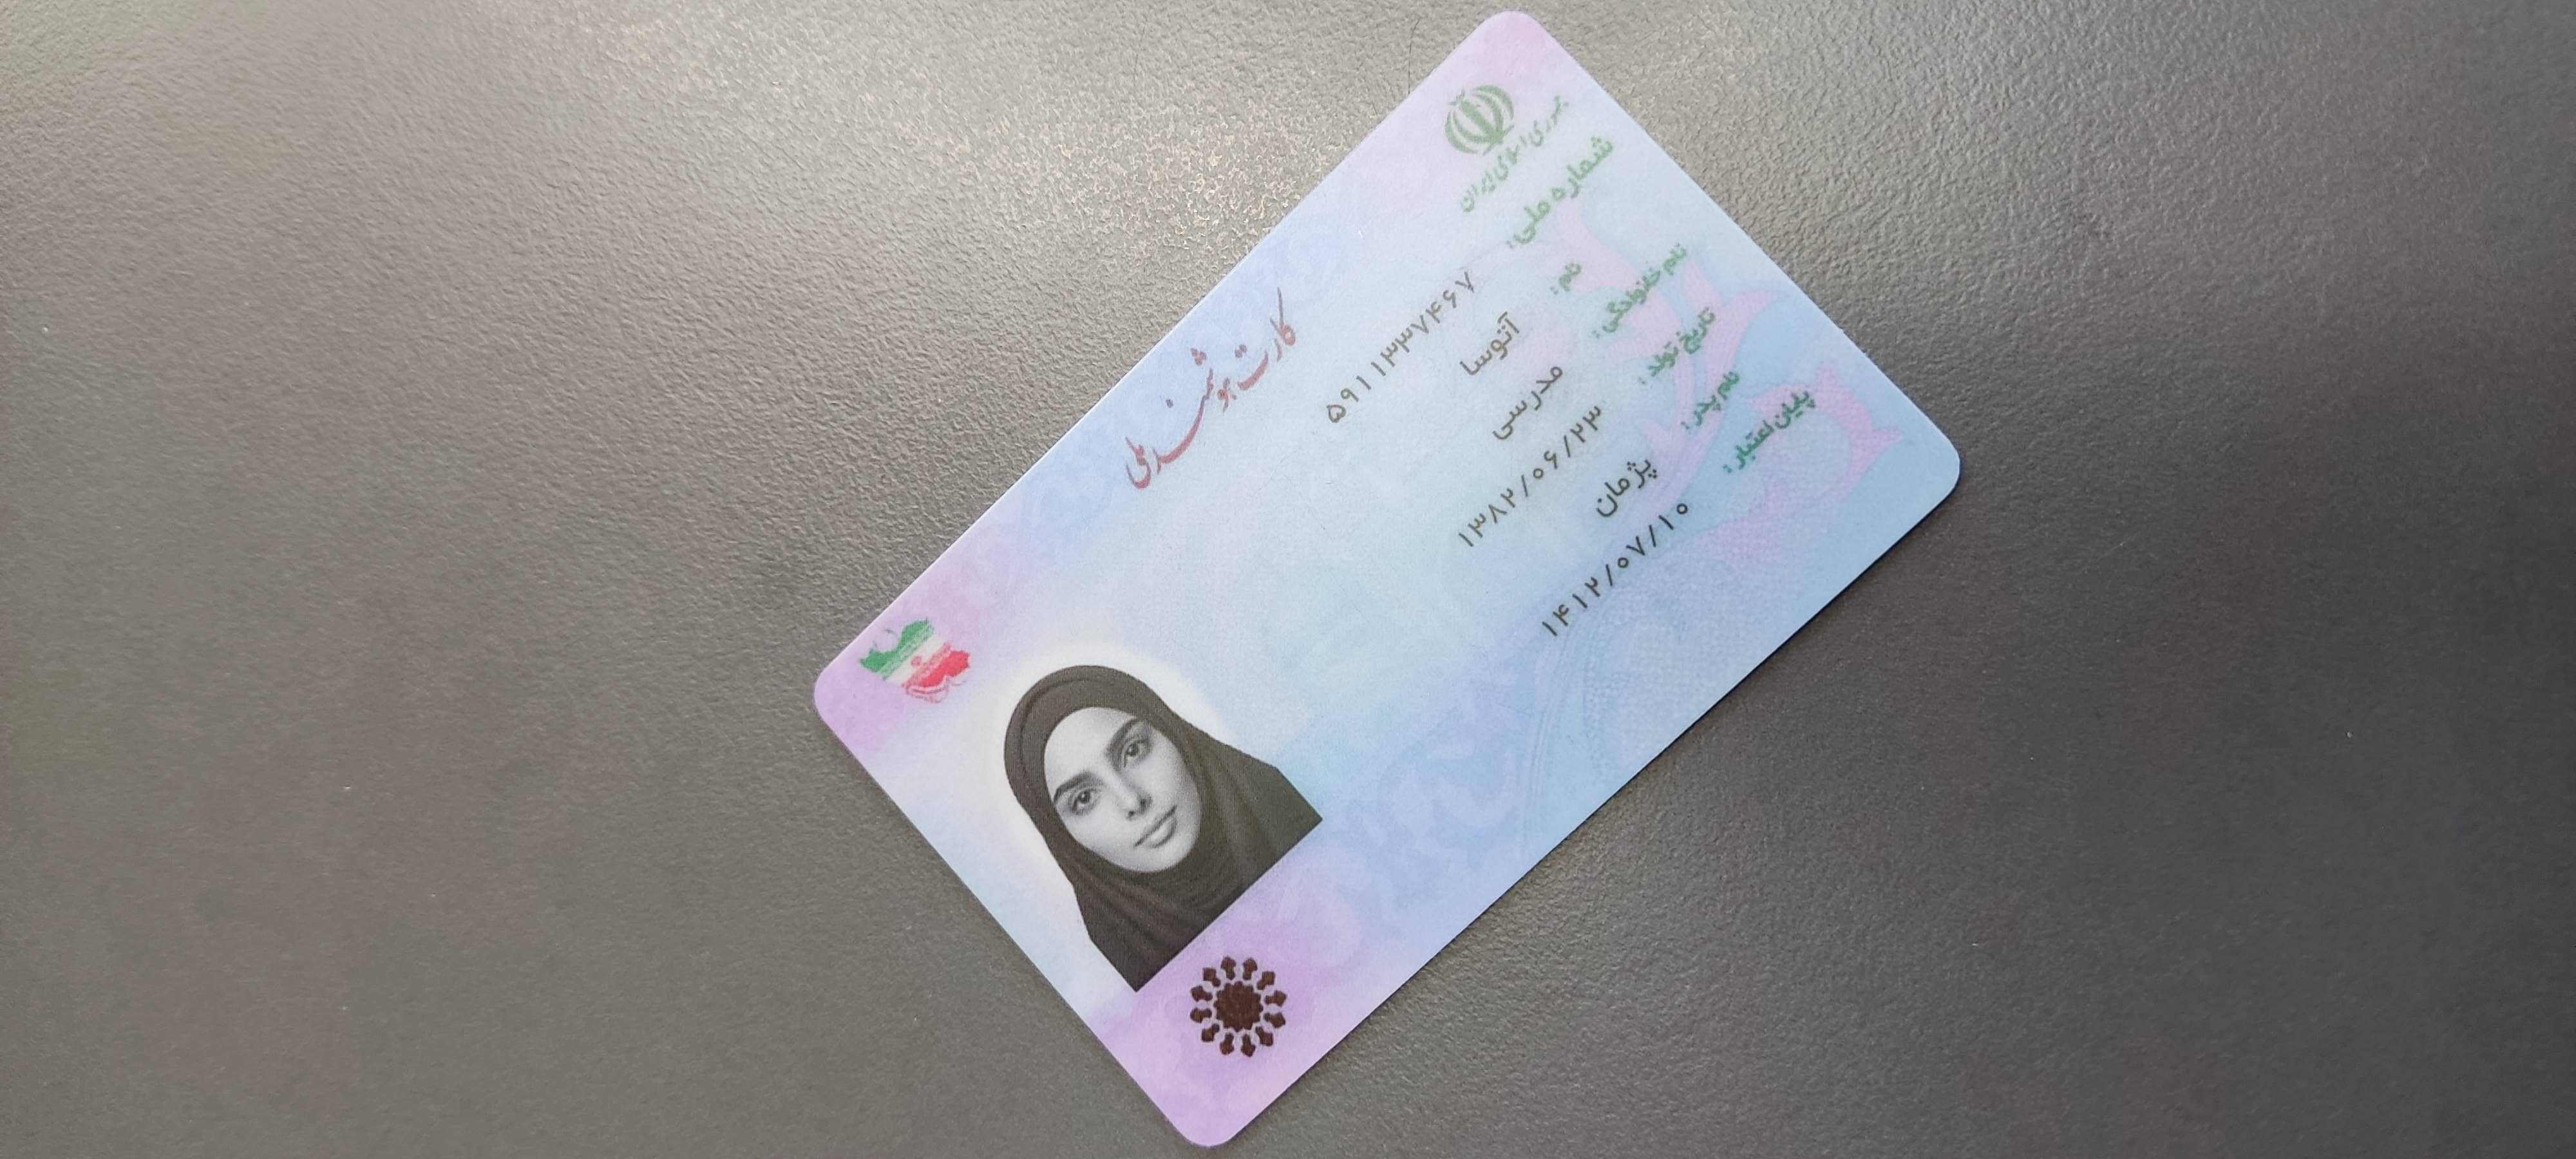 جمهوری اسلامی ایران
کارت هوشمند ملی
شماره ملی: ۵۹۱۱۳۳۷۴۶۷
نام: آتوسا
نام خانوادگی: مدرسی
تاریخ تولد: ۱۳۸۲/۰۶/۲۳
نام پدر: پژمان
پایان اعتبار: ۱۴۱۲/۰۷/۱۰